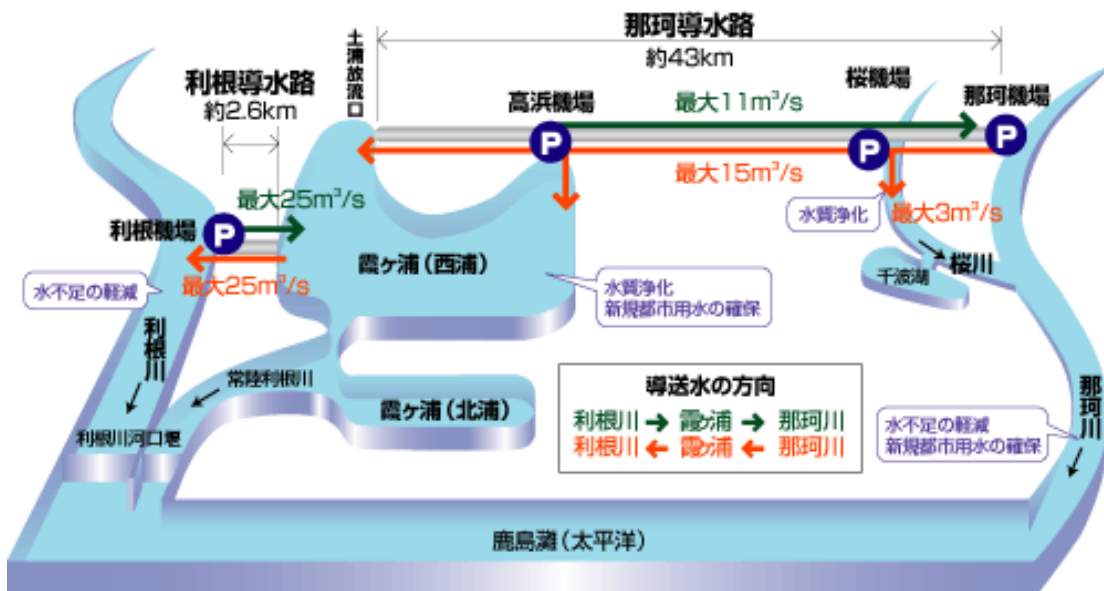 那珂導水路
約43km
土浦放流口
利根導水路
約2.6km
高浜機場
最大11m³/s
桜機場
那珂機場
P
P
P
最大15m³/s
水質浄化
最大3m³/s
最大25m³/s
利根機場
P
最大25m³/s
水不足の軽減
霞ヶ浦(西浦)
水質浄化
新規都市用水の確保
千波湖
桜川
利根川
常陸利根川
霞ヶ浦(北浦)
利根川河口堰
導送水の方向
利根川→霞ヶ浦→那珂川
利根川←霞ヶ浦←那珂川
那珂川
水不足の軽減
新規都市用水の確保
鹿島灘(太平洋)